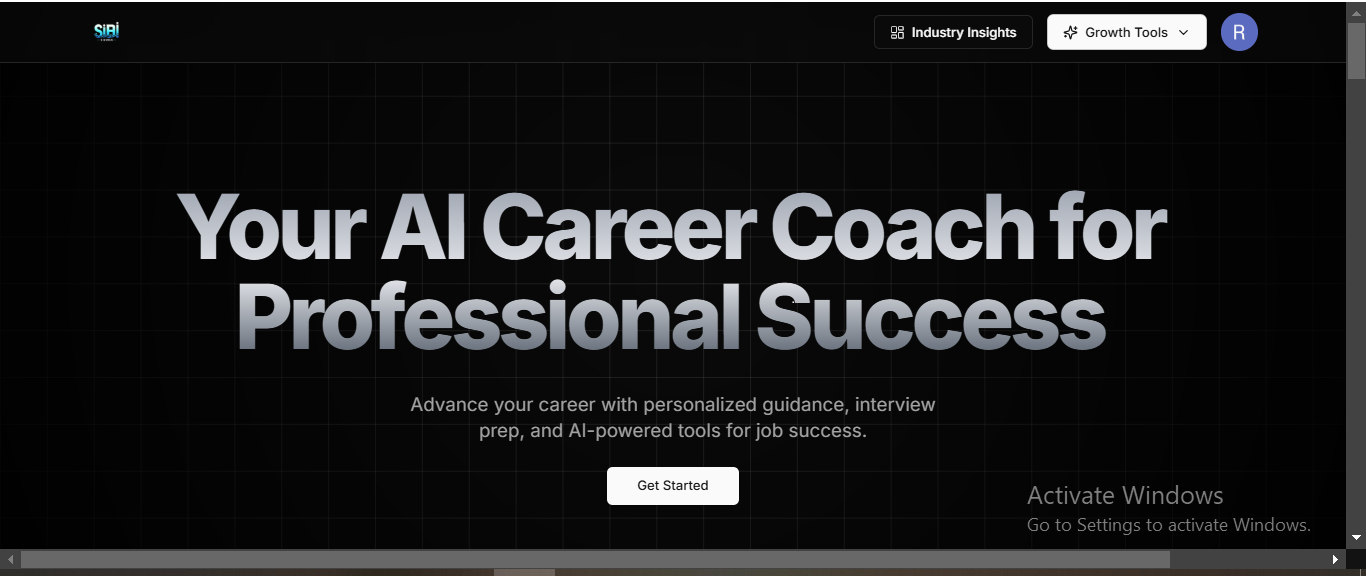 SiBi
Industry Insights
Growth Tools
R
Your AI Career Coach for
Professional Success
Advance your career with personalized guidance, interview
prep, and AI-powered tools for job success.
Get Started
Activate Windows
Go to Settings to activate Windows.